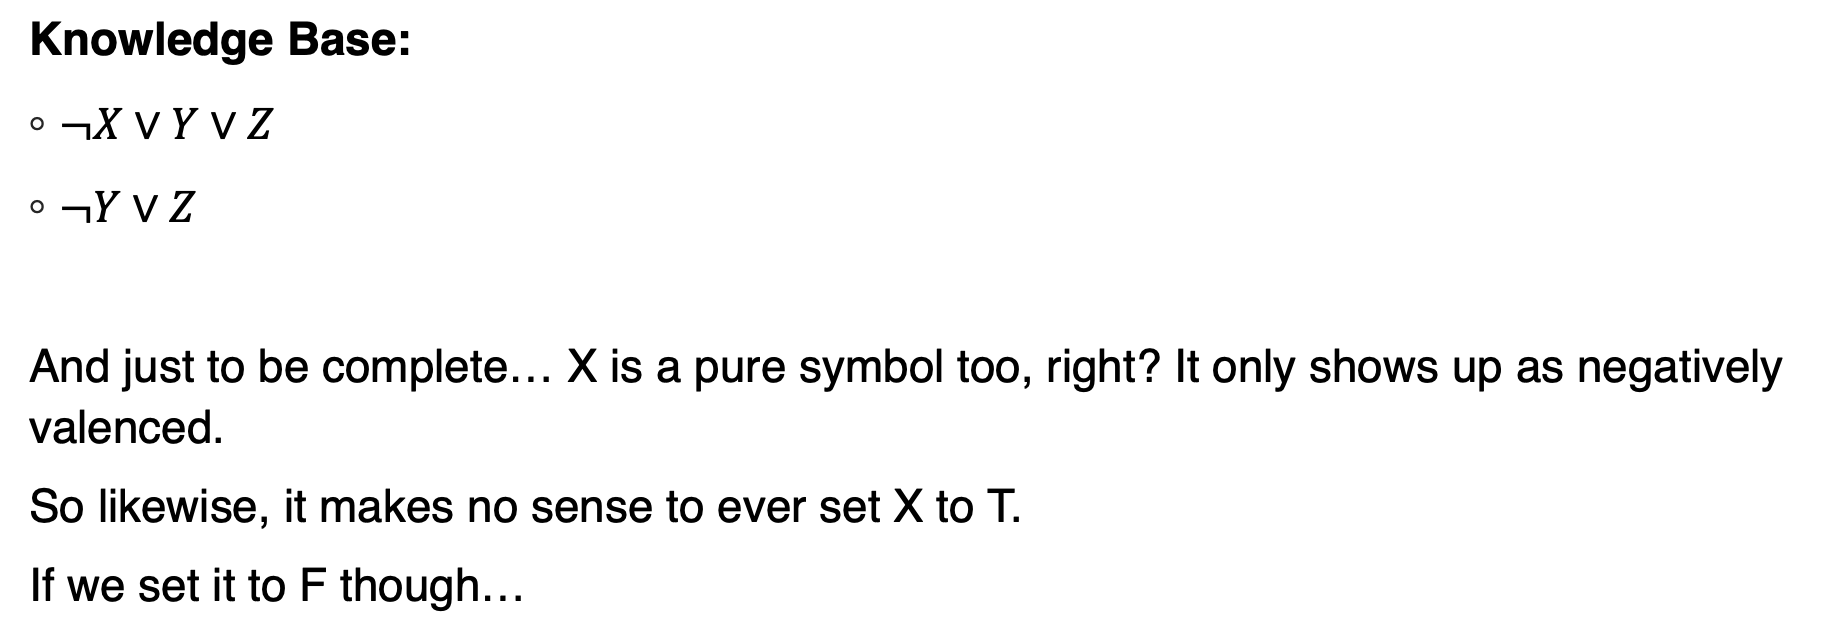 Knowledge Base:
◦ ¬X ∨ Y ∨ Z
◦ ¬Y ∨ Z
And just to be complete… X is a pure symbol too, right? It only shows up as negatively
valenced.
So likewise, it makes no sense to ever set X to T.
If we set it to F though…